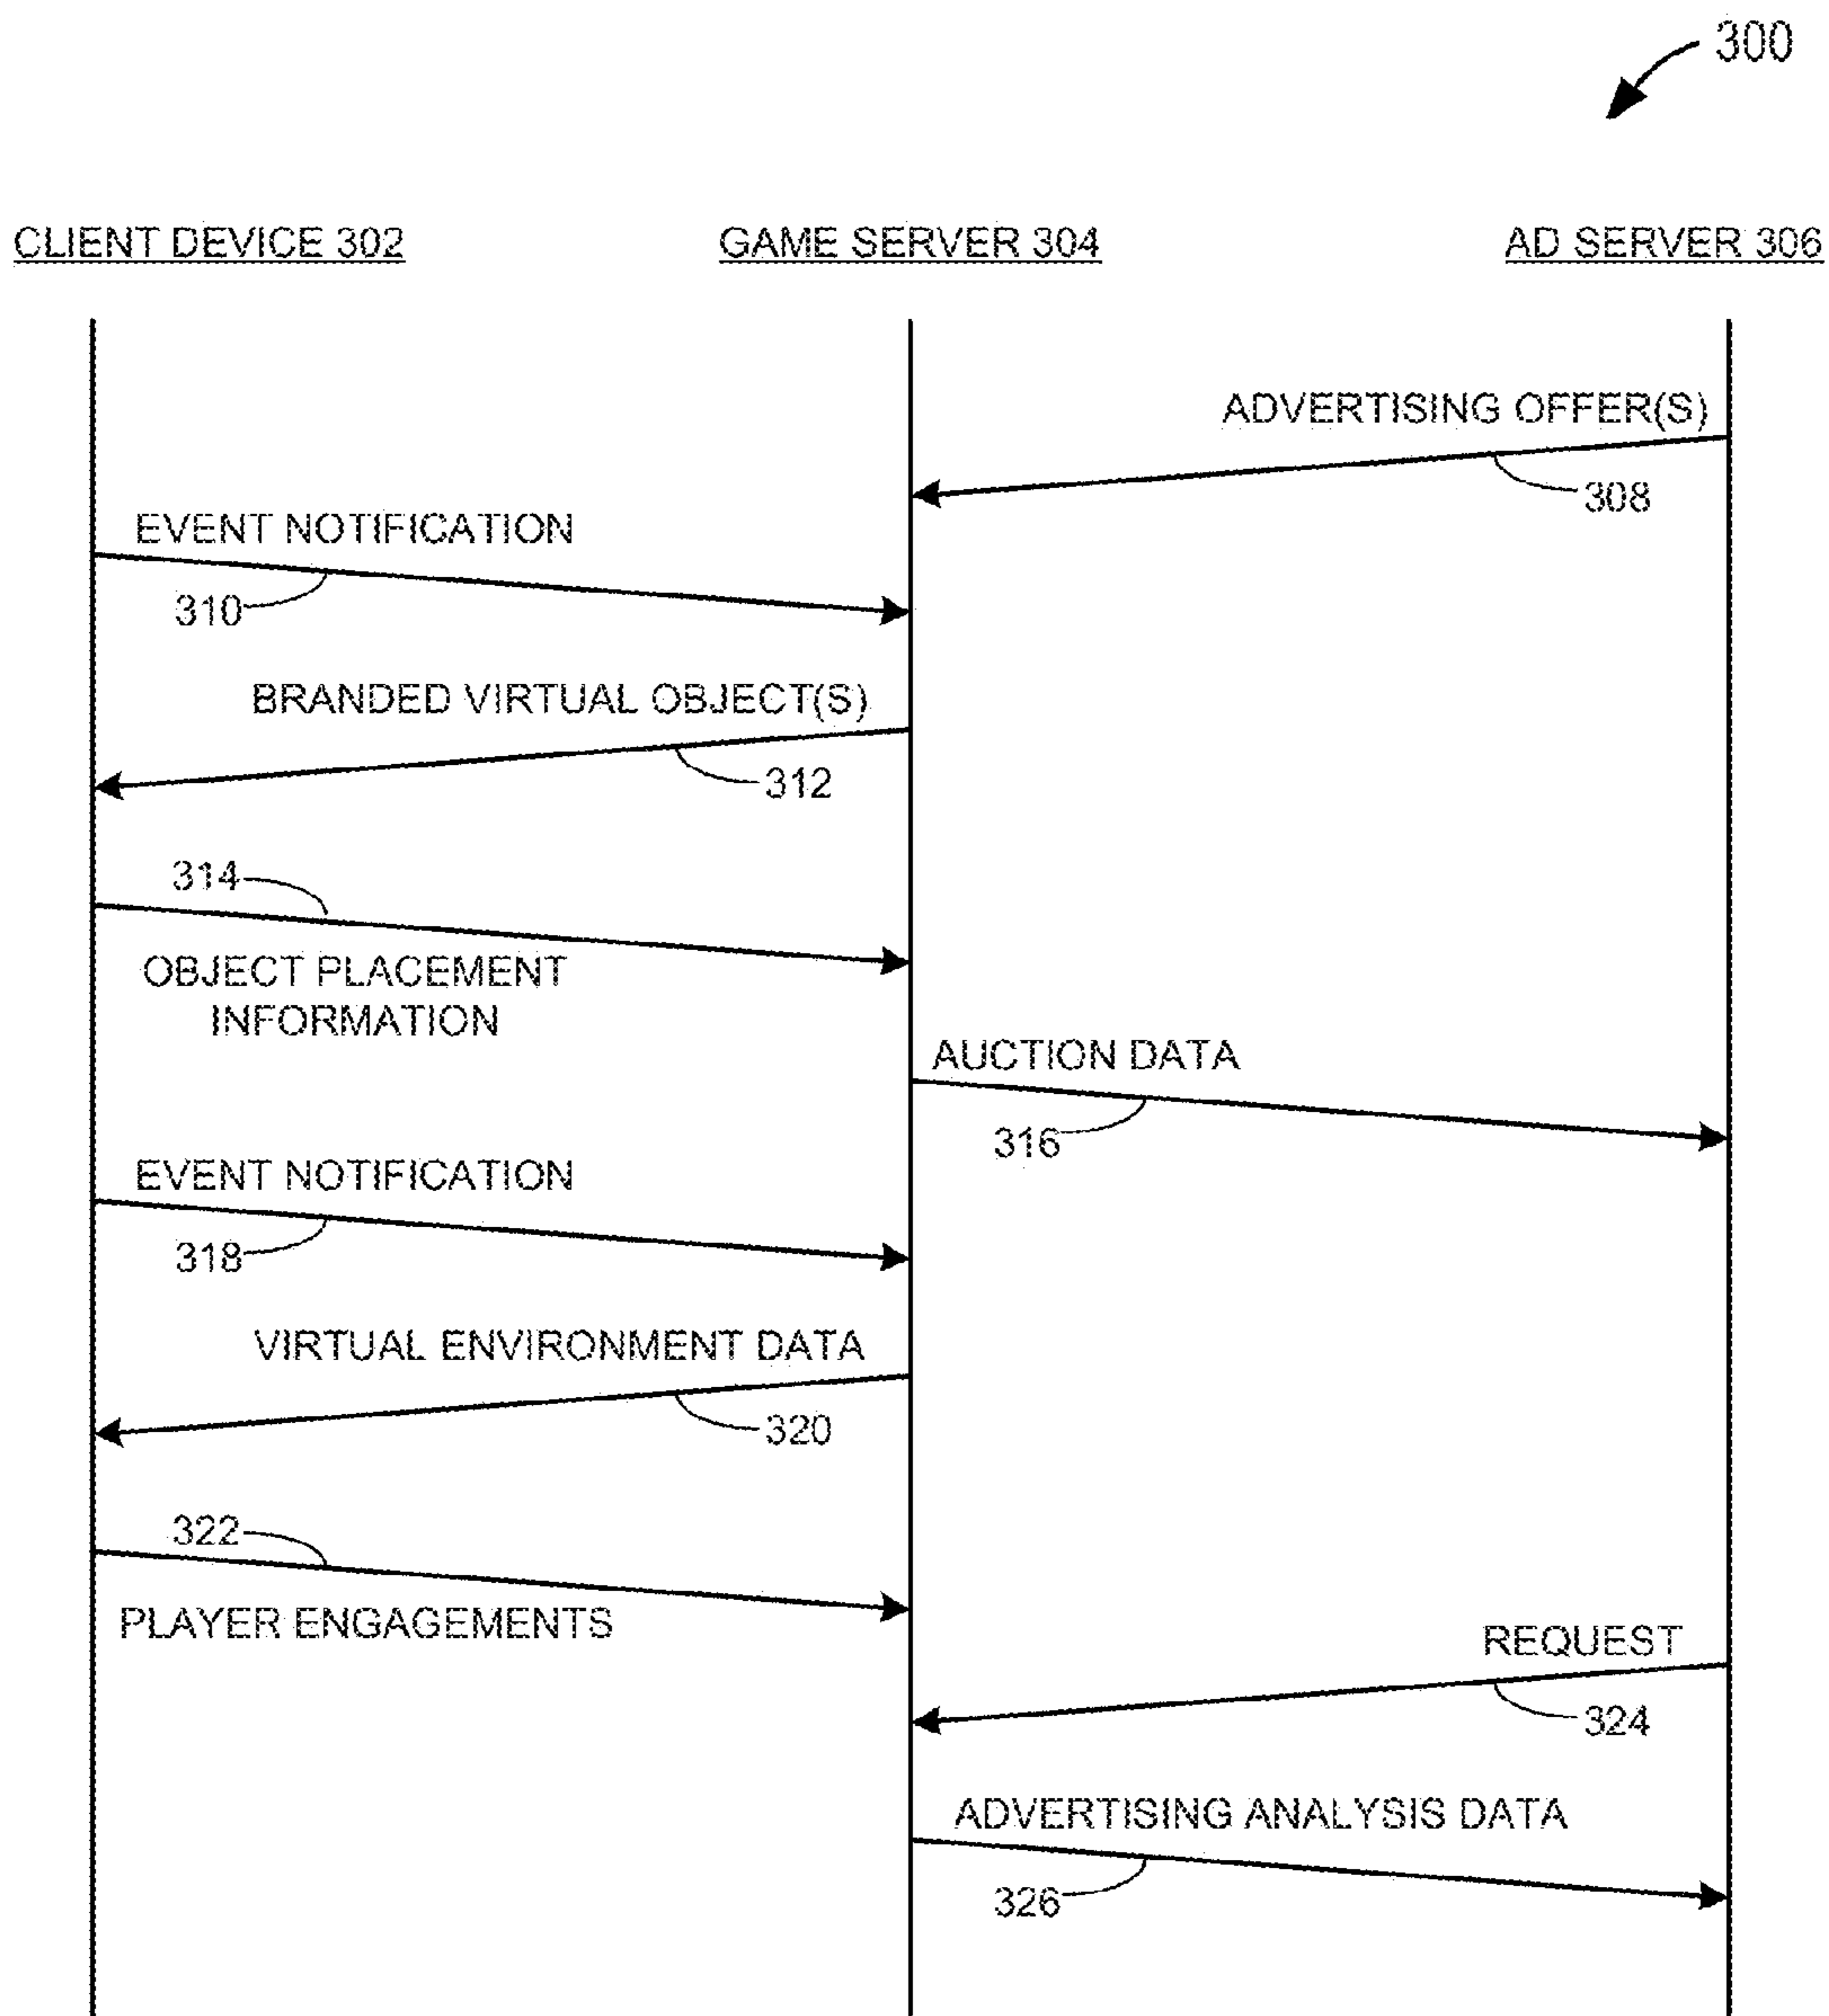 300
CLIENT DEVICE 302
GAME SERVER 304
AD SERVER 306
ADVERTISING OFFER(S)
308
EVENT NOTIFICATION
310
BRANDED VIRTUAL OBJECT(S)
312
314
OBJECT PLACEMENT
INFORMATION
AUCTION DATA
316
EVENT NOTIFICATION
318
VIRTUAL ENVIRONMENT DATA
320
322
PLAYER ENGAGEMENTS
REQUEST
324
ADVERTISING ANALYSIS DATA
326